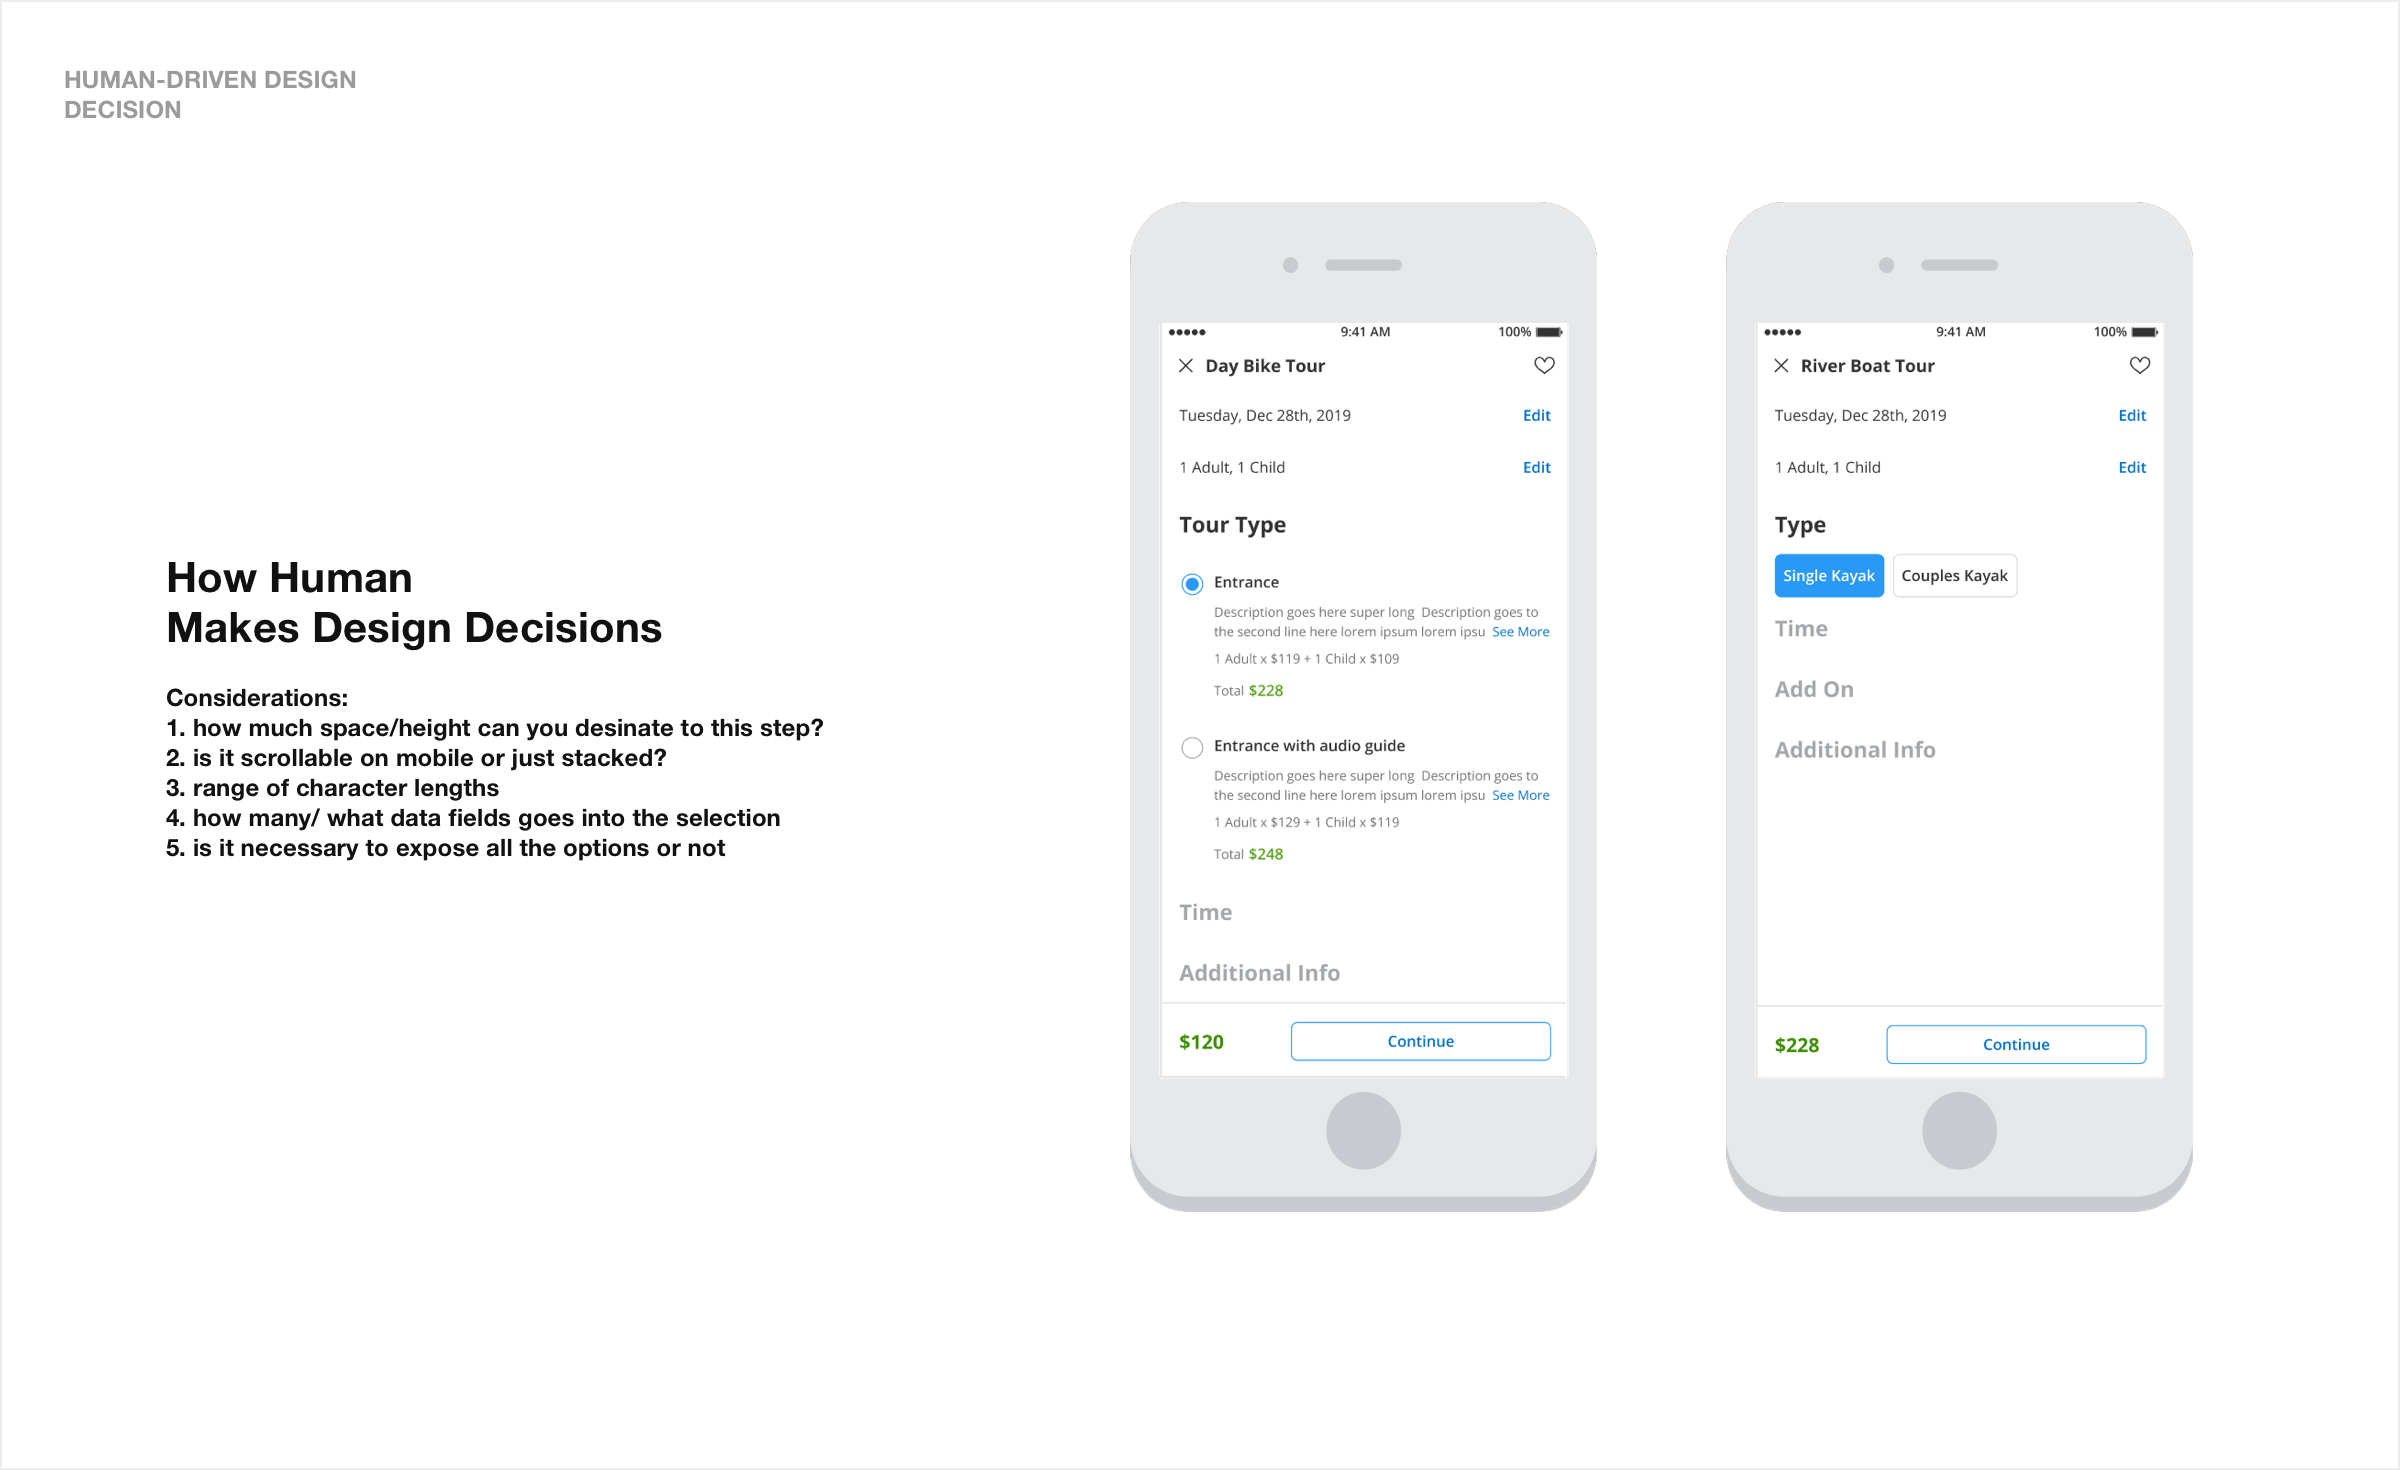 HUMAN-DRIVEN DESIGN
DECISION
How Human
Makes Design Decisions
Considerations:
1. how much space/height can you desinate to this step?
2. is it scrollable on mobile or just stacked?
3. range of character lengths
4. how many/ what data fields goes into the selection
5. is it necessary to expose all the options or not
9:41 AM 100%
Day Bike Tour
Tuesday, Dec 28th, 2019 Edit
1 Adult, 1 Child Edit
Tour Type
Entrance
Description goes here super long Description goes to
the second line here lorem ipsum lorem ipsu See More
1 Adult x $119 + 1 Child x $109
Total $228
Entrance with audio guide
Description goes here super long Description goes to
the second line here lorem ipsum lorem ipsu See More
1 Adult x $129 + 1 Child x $119
Total $248
Time
Additional Info
$120 Continue
9:41 AM 100%
River Boat Tour
Tuesday, Dec 28th, 2019 Edit
1 Adult, 1 Child Edit
Type
Single Kayak Couples Kayak
Time
Add On
Additional Info
$228 Continue